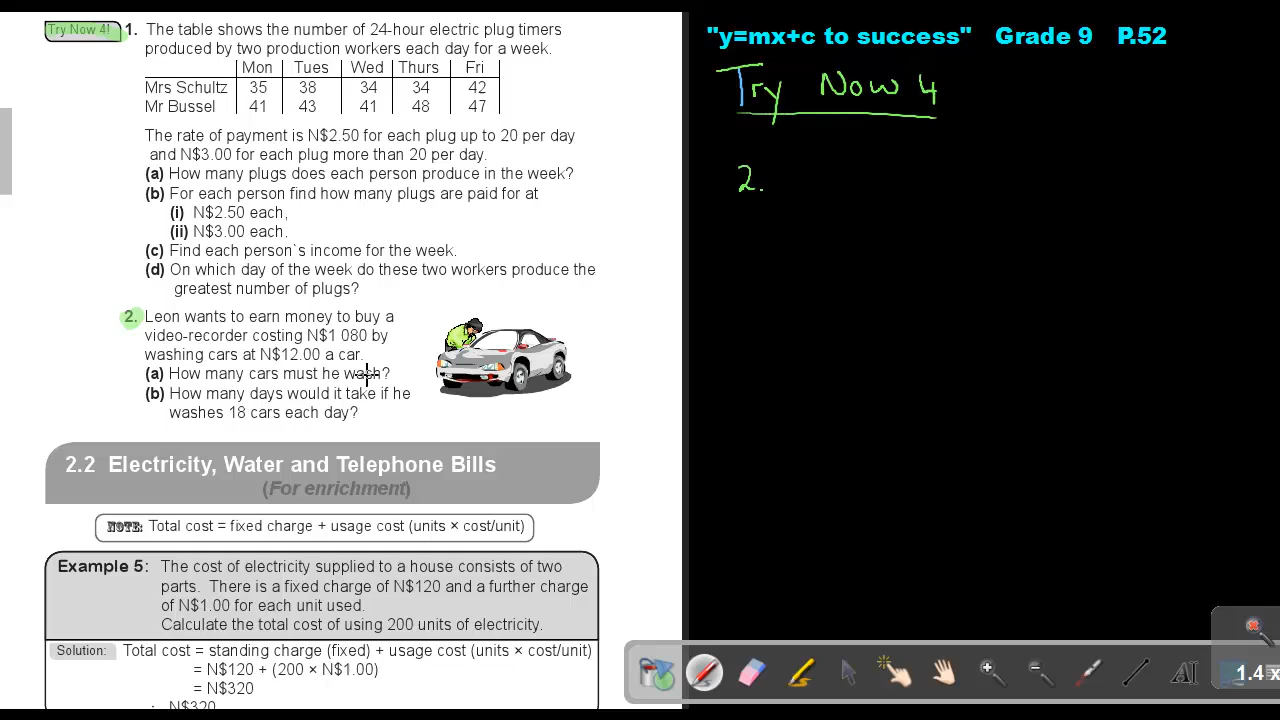 Try Now 4! 1. The table shows the number of 24-hour electric plug timers
produced by two production workers each day for a week.
Mon Tues Wed Thurs Fri
Mrs Schultz 35 38 34 34 42
Mr Bussel 41 43 41 48 47
The rate of payment is N$2.50 for each plug up to 20 per day
and N$3.00 for each plug more than 20 per day.
(a) How many plugs does each person produce in the week?
(b) For each person find how many plugs are paid for at
(i) N$2.50 each,
(ii) N$3.00 each.
(c) Find each person`s income for the week.
(d) On which day of the week do these two workers produce the
greatest number of plugs?
2. Leon wants to earn money to buy a
video-recorder costing N$1 080 by
washing cars at N$12.00 a car.
(a) How many cars must he wash?
(b) How many days would it take if he
washes 18 cars each day?
2.2 Electricity, Water and Telephone Bills
(For enrichment)
NOTE: Total cost = fixed charge + usage cost (units × cost/unit)
Example 5: The cost of electricity supplied to a house consists of two
parts. There is a fixed charge of N$120 and a further charge
of N$1.00 for each unit used.
Calculate the total cost of using 200 units of electricity.
Solution: Total cost = standing charge (fixed) + usage cost (units × cost/unit)
= N$120 + (200 × N$1.00)
= N$320
∴ N$320
"y=mx+c to success" Grade 9 P.52
Try Now 4
2.
AI
1.4 x